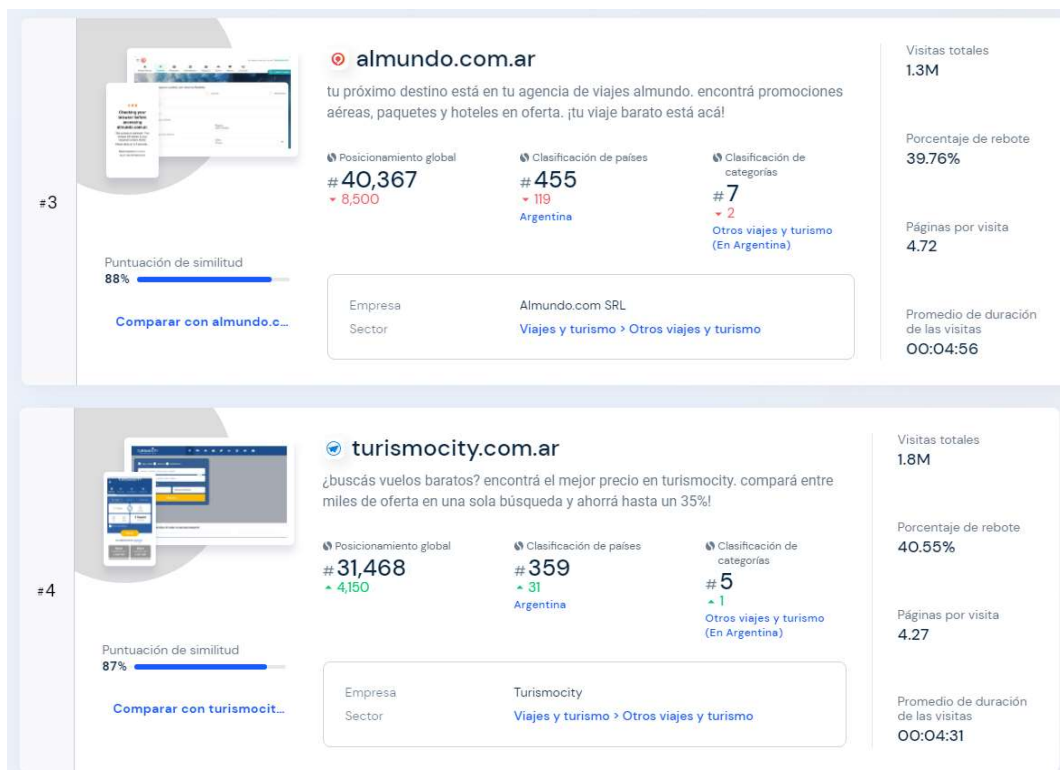 #3
almundo.com.ar
tu próximo destino está en tu agencia de viajes almundo. encontrá promociones
aéreas, paquetes y hoteles en oferta. ¡tu viaje barato está acá!
Posicionamiento global
#40,367
8,500
Clasificación de países
#455
119
Argentina
Clasificación de
categorías
#7
2
Otros viajes y turismo
(En Argentina)
Puntuación de similitud
88%
Comparar con almundo.c...
Empresa Almundo.com SRL
Sector Viajes y turismo > Otros viajes y turismo
Visitas totales
1.3M
Porcentaje de rebote
39.76%
Páginas por visita
4.72
Promedio de duración
de las visitas
00:04:56
#4
turismocity.com.ar
¿buscás vuelos baratos? encontrá el mejor precio en turismocity. compará entre
miles de oferta en una sola búsqueda y ahorrá hasta un 35%!
Posicionamiento global
#31,468
4,150
Clasificación de países
#359
31
Argentina
Clasificación de
categorías
#5
1
Otros viajes y turismo
(En Argentina)
Puntuación de similitud
87%
Comparar con turismocit...
Empresa Turismocity
Sector Viajes y turismo > Otros viajes y turismo
Visitas totales
1.8M
Porcentaje de rebote
40.55%
Páginas por visita
4.27
Promedio de duración
de las visitas
00:04:31